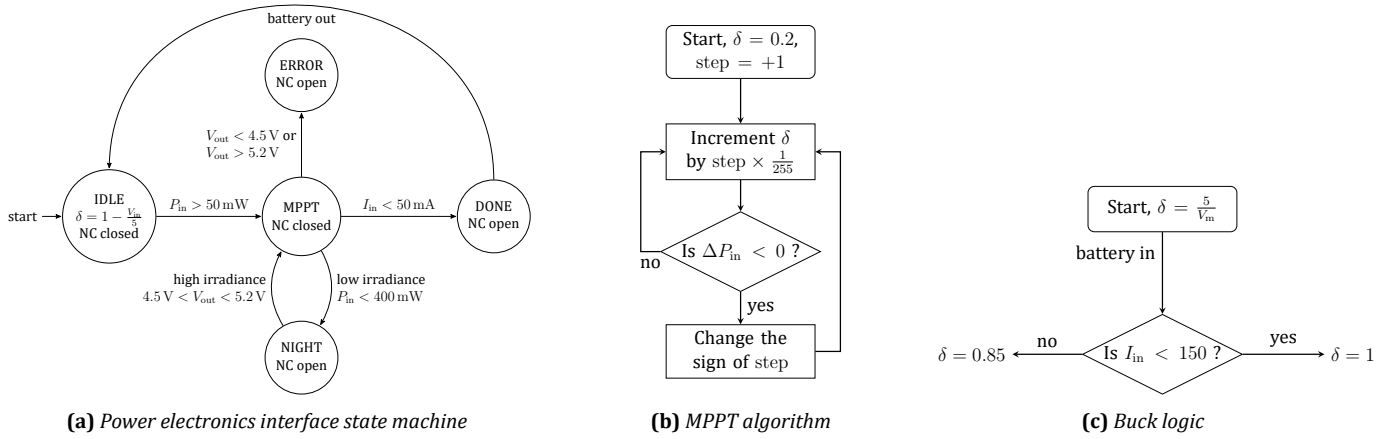 battery out
ERROR
NC open
V_out < 4.5 V or
V_out > 5.2 V
start
IDLE
δ = 1 − V_in/5
NC closed
P_in > 50 mW
MPPT
NC closed
I_in < 50 mA
DONE
NC open
high irradiance
4.5 V < V_out < 5.2 V
low irradiance
P_in < 400 mW
NIGHT
NC open
(a) Power electronics interface state machine
Start, δ = 0.2,
step = +1
Increment δ
by step × 1/255
Is ΔP_in < 0 ?
no
yes
Change the
sign of step
(b) MPPT algorithm
Start, δ = 5/V_m
battery in
Is I_in < 150 ?
no
yes
δ = 0.85
δ = 1
(c) Buck logic